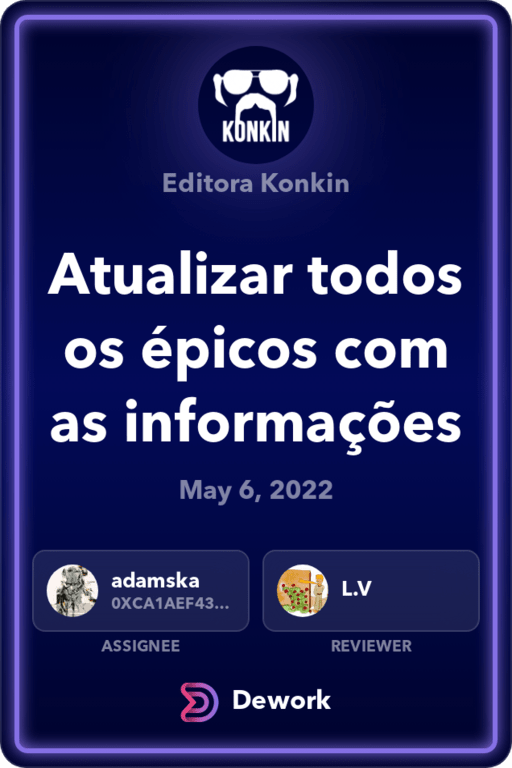 KONKIN
Editora Konkin
Atualizar todos
os épicos com
as informações
May 6, 2022
adamska
0XCA1AEF43...
L.V
ASSIGNEE
REVIEWER
Dework